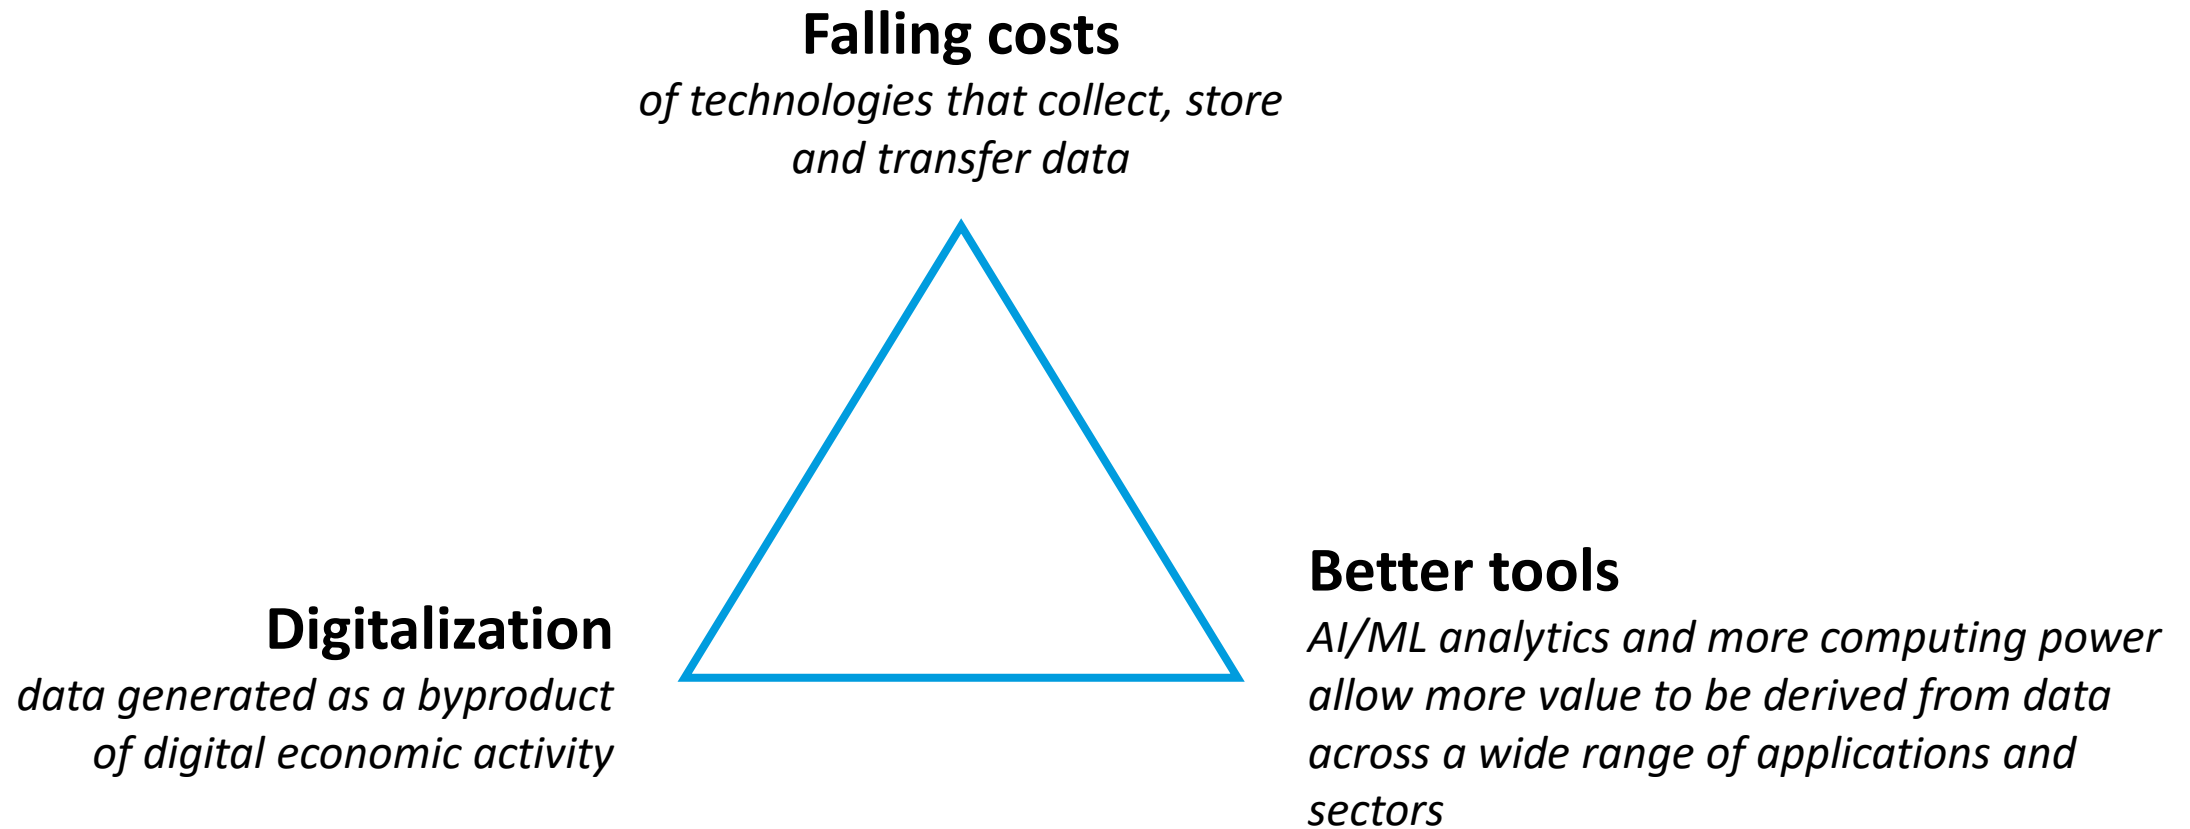 Falling costs
of technologies that collect, store
and transfer data
Digitalization
data generated as a byproduct
of digital economic activity
Better tools
AI/ML analytics and more computing power
allow more value to be derived from data
across a wide range of applications and
sectors